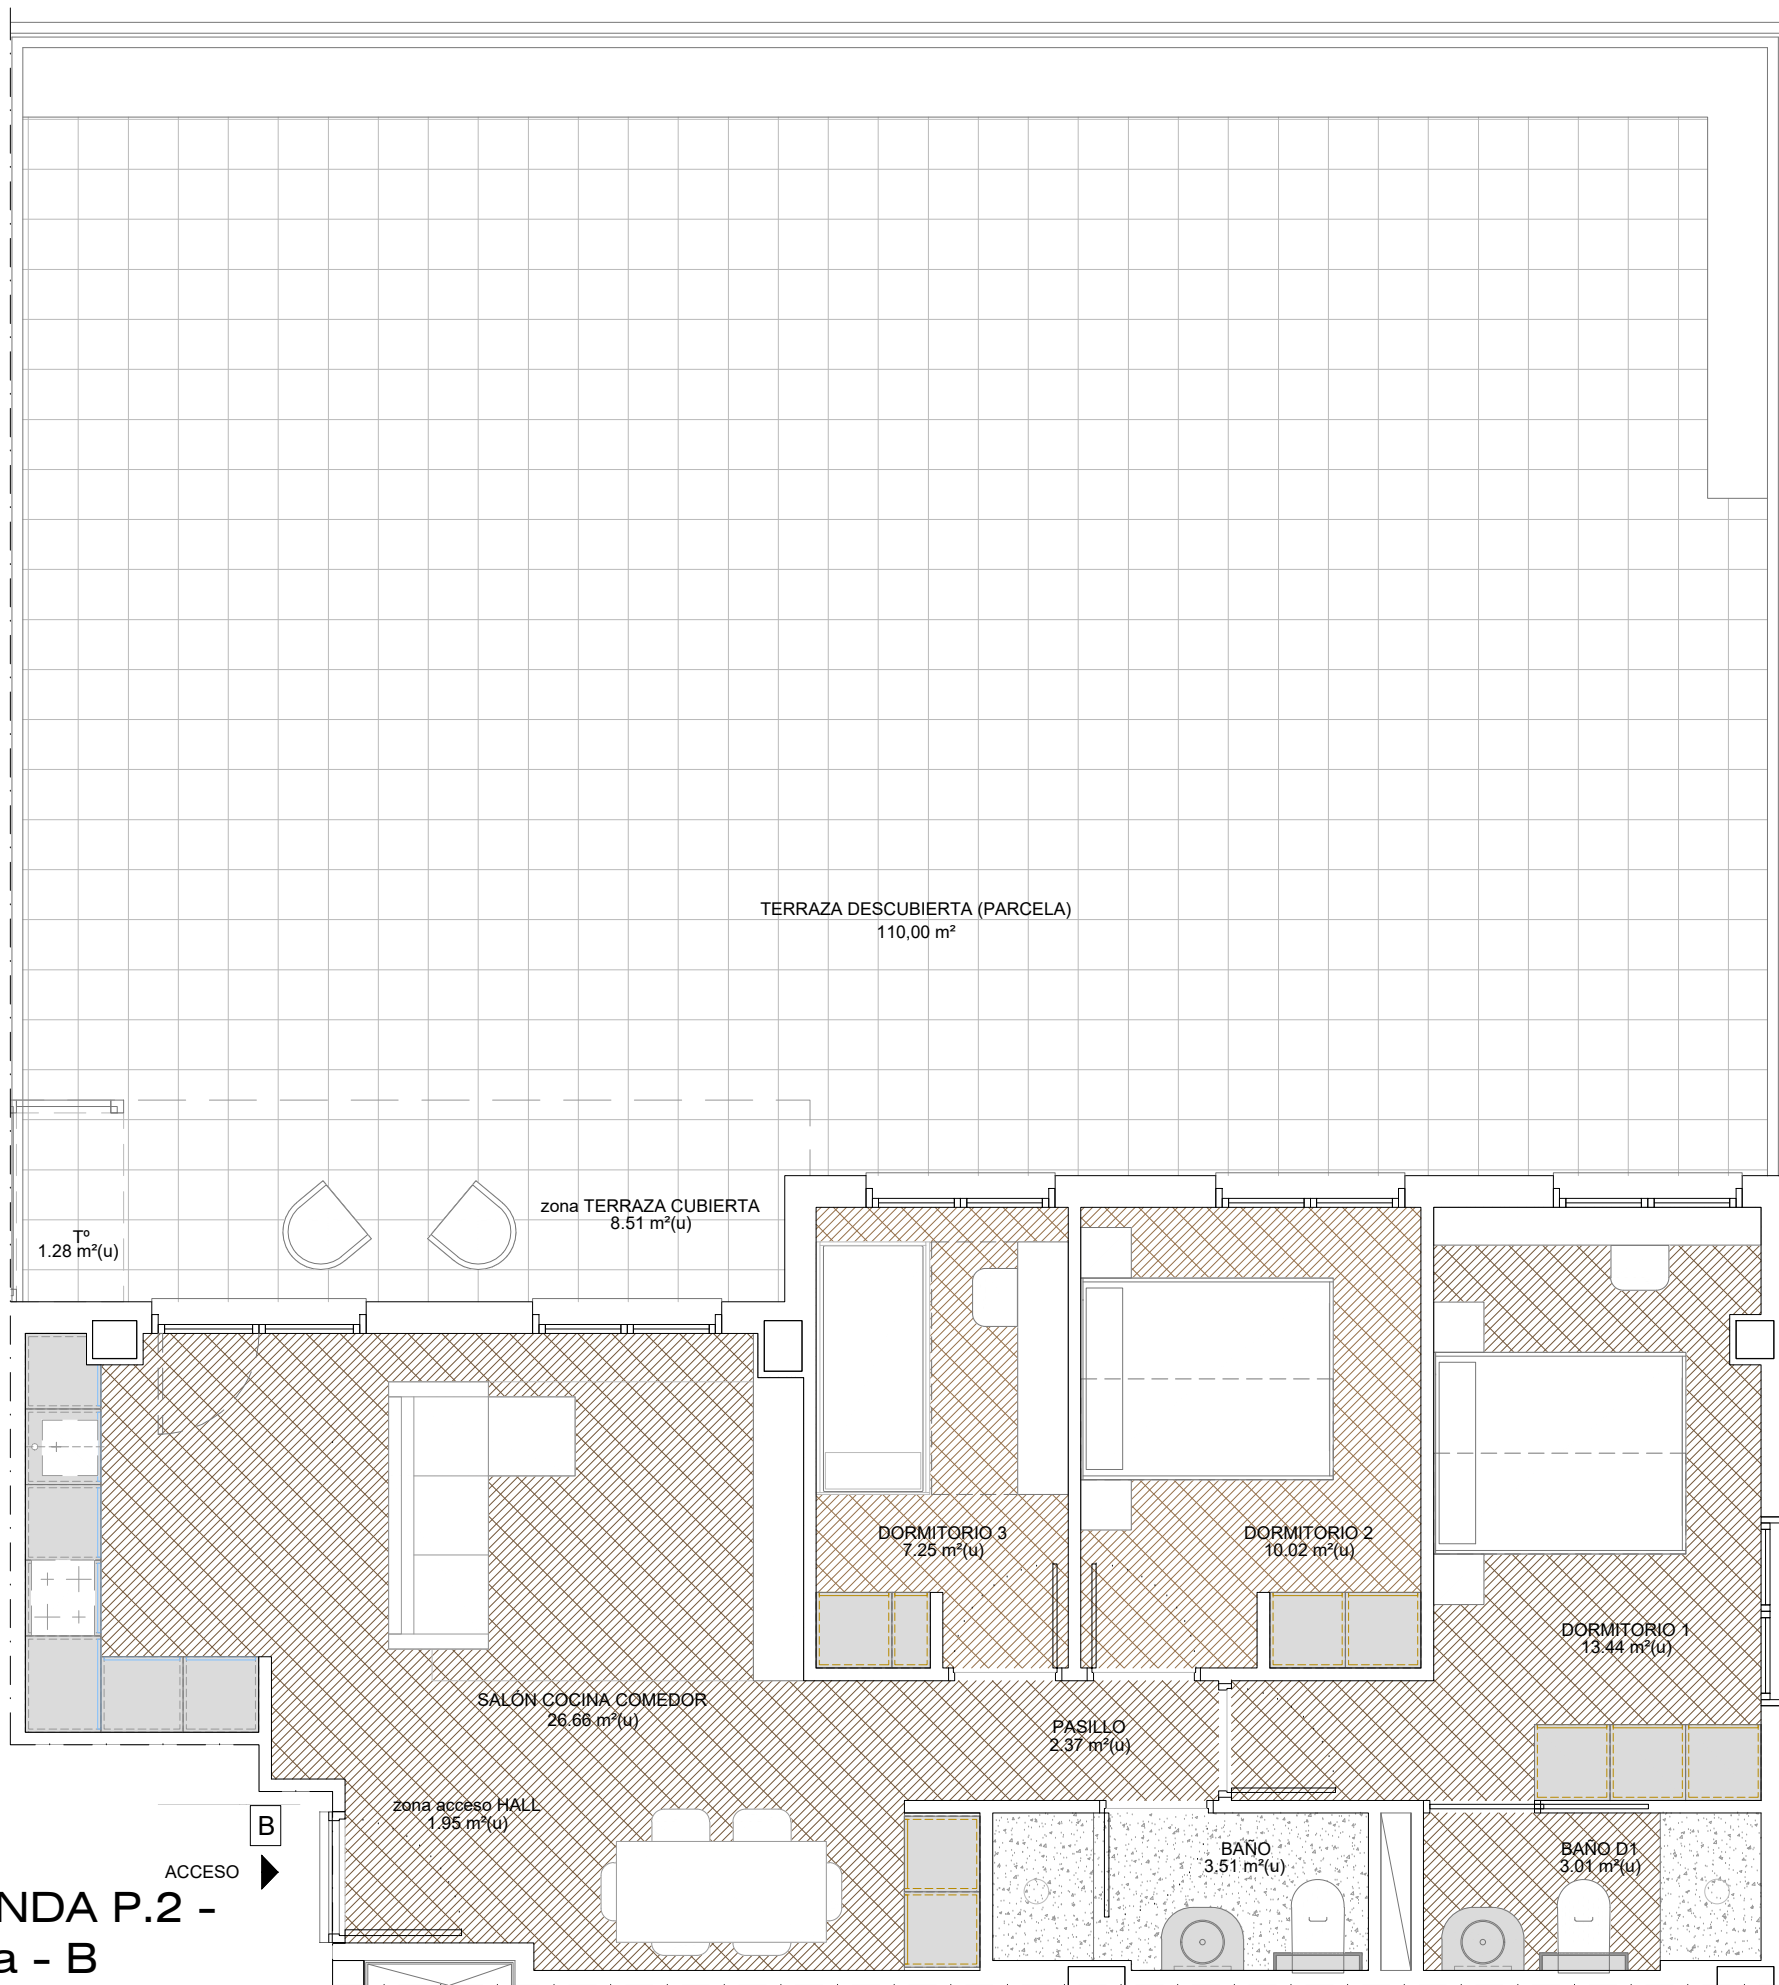 TERRAZA DESCUBIERTA (PARCELA)
110,00 m²
zona TERRAZA CUBIERTA
8.51 m²(u)
Tº
1.28 m²(u)
DORMITORIO 3
7.25 m²(u)
DORMITORIO 2
10.02 m²(u)
DORMITORIO 1
13.44 m²(u)
SALÓN COCINA COMEDOR
26.66 m²(u)
PASILLO
2.37 m²(u)
zona acceso HALL
1.95 m²(u)
B
ACCESO
BAÑO
3.51 m²(u)
BAÑO D1
3.01 m²(u)
NDA P.2 -
a - B